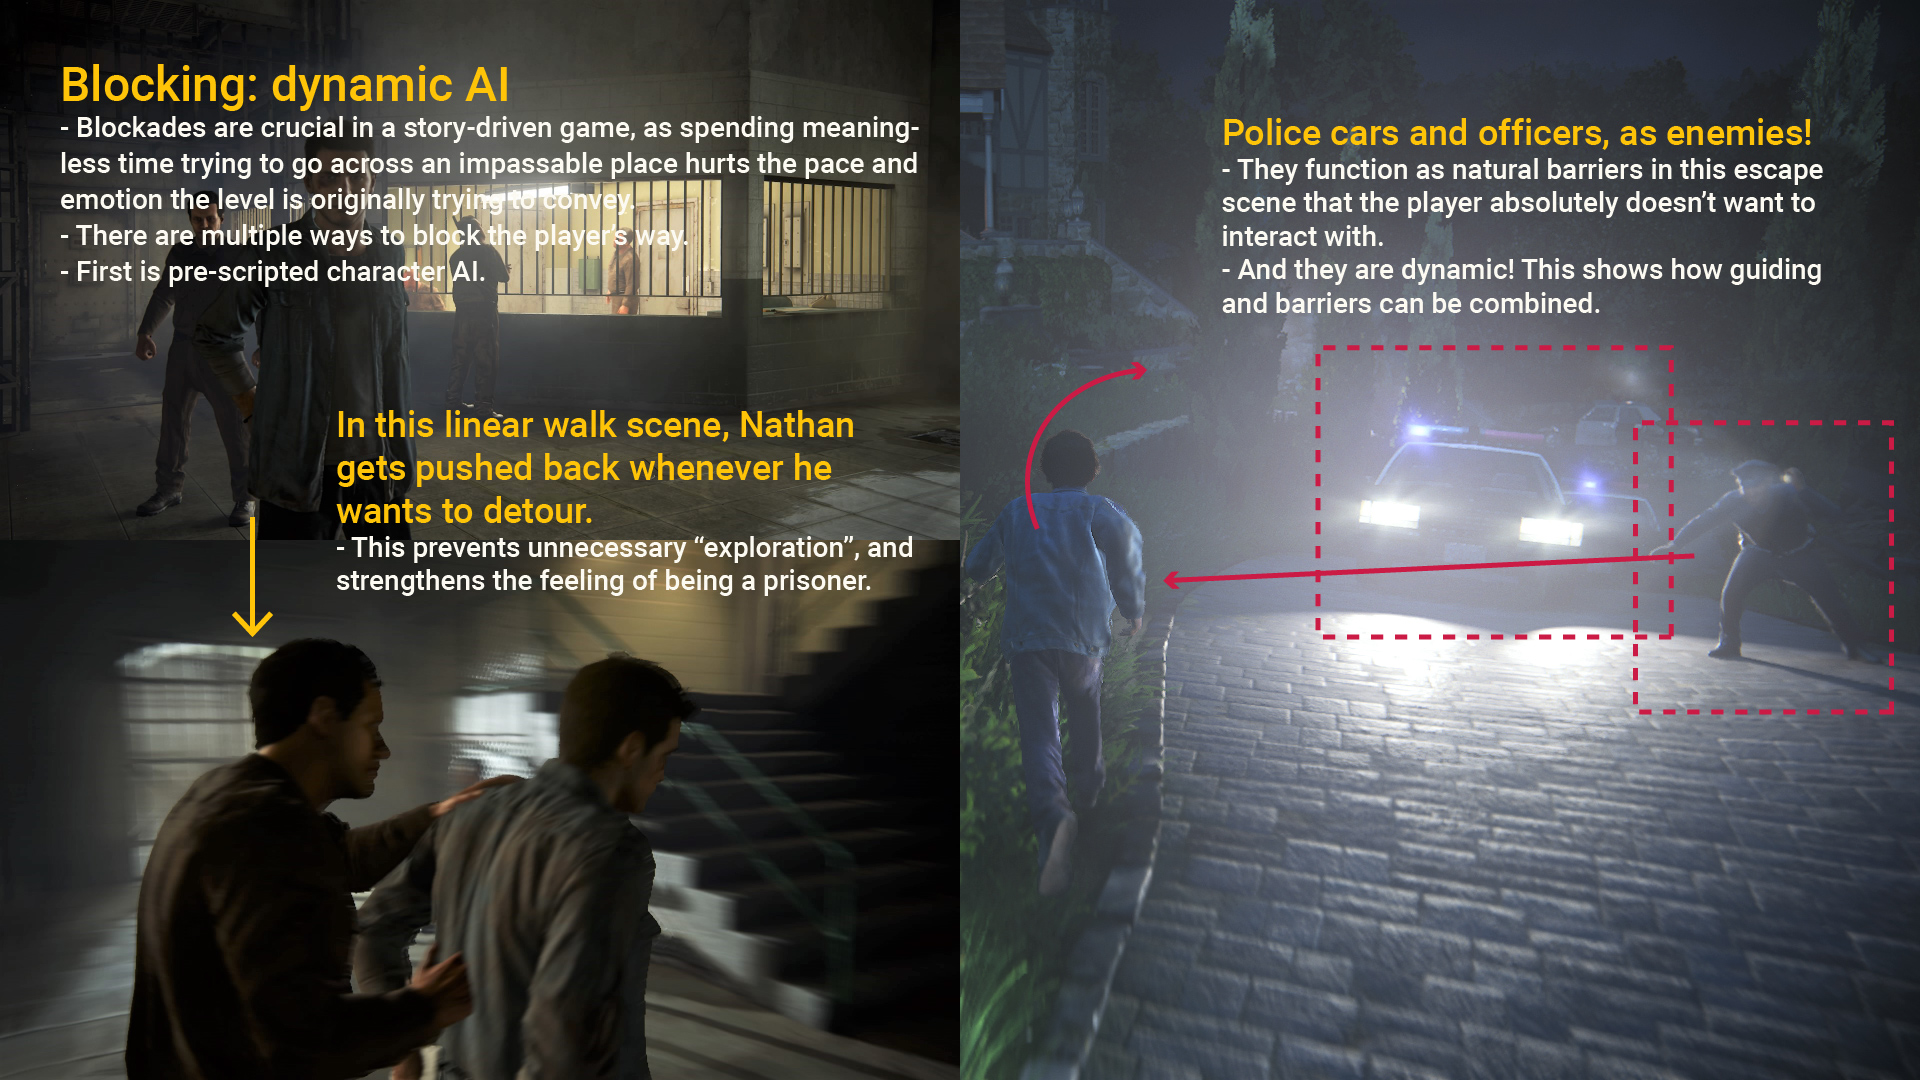 Blocking: dynamic AI
- Blockades are crucial in a story-driven game, as spending meaning-
less time trying to go across an impassable place hurts the pace and
emotion the level is originally trying to convey.
- There are multiple ways to block the player's way.
- First is pre-scripted character AI.
In this linear walk scene, Nathan
gets pushed back whenever he
wants to detour.
- This prevents unnecessary “exploration”, and
strengthens the feeling of being a prisoner.
Police cars and officers, as enemies!
- They function as natural barriers in this escape
scene that the player absolutely doesn’t want to
interact with.
- And they are dynamic! This shows how guiding
and barriers can be combined.